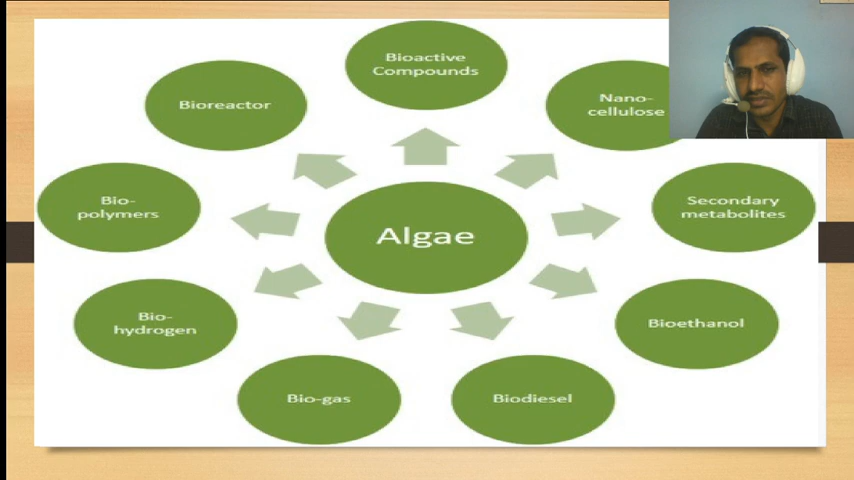 Bioactive
Compounds
Bioreactor
Nano-
cellulose
Bio-
polymers
Secondary
metabolites
Algae
Bio-
hydrogen
Bioethanol
Bio-gas
Biodiesel